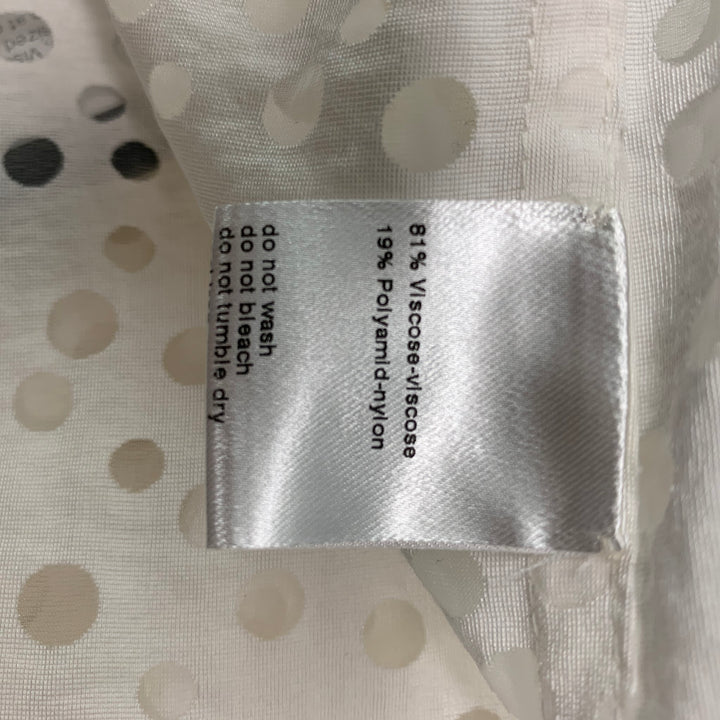 81% Viscose-viscose
19% Polyamid-nylon
do not wash
do not bleach
do not tumble dry